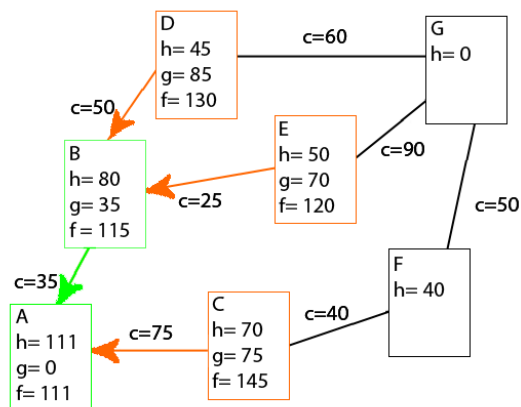 D
h= 45
g= 85
f= 130
c=60
G
h= 0
c=50
B
h= 80
g= 35
f = 115
E
h= 50
g= 70
f= 120
c=90
c=25
c=50
c=35
A
h= 111
g= 0
f= 111
c=75
C
h= 70
g= 75
f= 145
c=40
F
h= 40